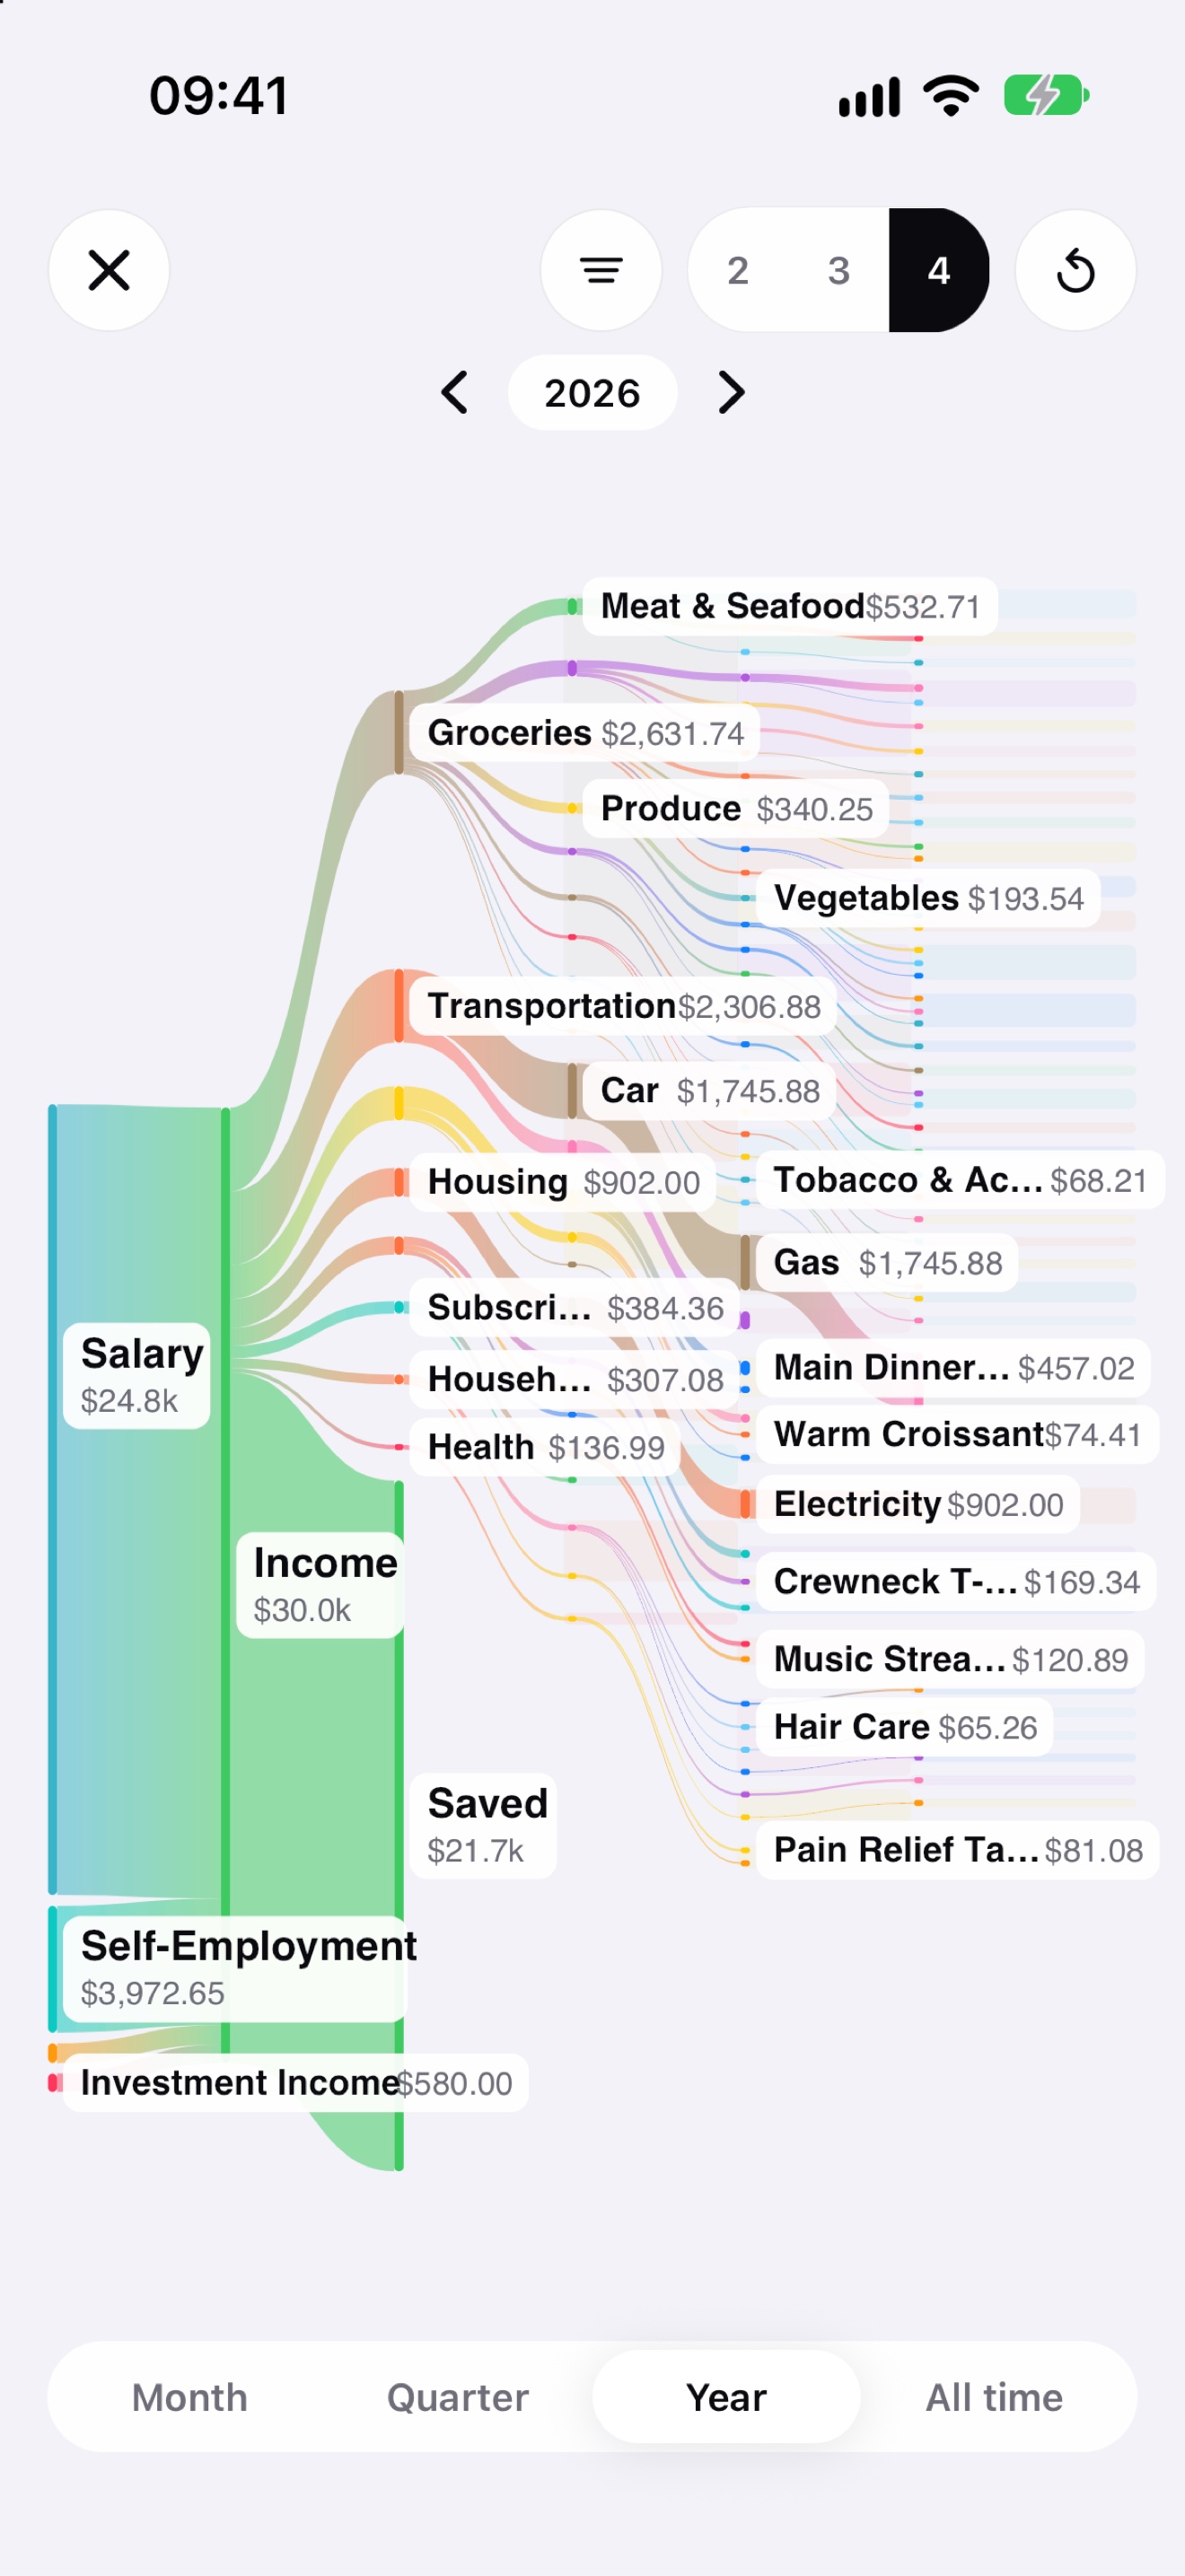 09:41
2 3 4
2026
Meat & Seafood $532.71
Groceries $2,631.74
Produce $340.25
Vegetables $193.54
Transportation $2,306.88
Car $1,745.88
Tobacco & Ac... $68.21
Housing $902.00
Gas $1,745.88
Subscri... $384.36
Salary
$24.8k
Main Dinner... $457.02
Househ... $307.08
Warm Croissant $74.41
Health $136.99
Electricity $902.00
Income
$30.0k
Crewneck T-... $169.34
Music Strea... $120.89
Hair Care $65.26
Saved
$21.7k
Pain Relief Ta... $81.08
Self-Employment
$3,972.65
Investment Income $580.00
Month Quarter Year All time